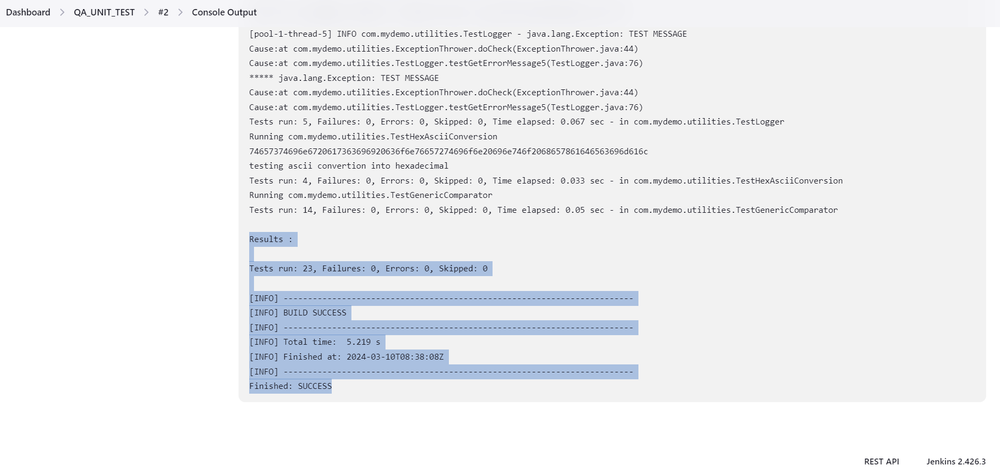 Dashboard > QA_UNIT_TEST > #2 > Console Output
[pool-1-thread-5] INFO com.mydemo.utilities.TestLogger - java.lang.Exception: TEST MESSAGE
Cause:at com.mydemo.utilities.ExceptionThrower.doCheck(ExceptionThrower.java:44)
Cause:at com.mydemo.utilities.TestLogger.testGetErrorMessage5(TestLogger.java:76)
***** java.lang.Exception: TEST MESSAGE
Cause:at com.mydemo.utilities.ExceptionThrower.doCheck(ExceptionThrower.java:44)
Cause:at com.mydemo.utilities.TestLogger.testGetErrorMessage5(TestLogger.java:76)
Tests run: 5, Failures: 0, Errors: 0, Skipped: 0, Time elapsed: 0.067 sec - in com.mydemo.utilities.TestLogger
Running com.mydemo.utilities.TestHexAsciiConversion
74657374696e6720617363696920636f6e76657274696f6e20696e746f2068657861646563696d616c
testing ascii convertion into hexadecimal
Tests run: 4, Failures: 0, Errors: 0, Skipped: 0, Time elapsed: 0.033 sec - in com.mydemo.utilities.TestHexAsciiConversion
Running com.mydemo.utilities.TestGenericComparator
Tests run: 14, Failures: 0, Errors: 0, Skipped: 0, Time elapsed: 0.05 sec - in com.mydemo.utilities.TestGenericComparator
Results :
Tests run: 23, Failures: 0, Errors: 0, Skipped: 0
[INFO] ------------------------------------------------------------------------
[INFO] BUILD SUCCESS
[INFO] ------------------------------------------------------------------------
[INFO] Total time:  5.219 s
[INFO] Finished at: 2024-03-10T08:38:08Z
[INFO] ------------------------------------------------------------------------
Finished: SUCCESS
REST API Jenkins 2.426.3